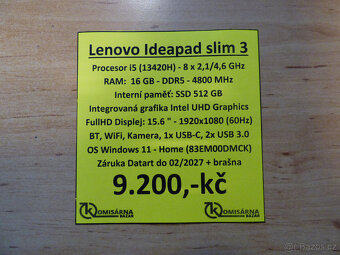 Lenovo Ideapad slim 3
Procesor i5 (13420H) - 8 x 2,1/4,6 GHz
RAM: 16 GB - DDR5 - 4800 MHz
Interní paměť: SSD 512 GB
Integrovaná grafika Intel UHD Graphics
FullHD Displej: 15.6 " - 1920x1080 (60Hz)
BT, WiFi, Kamera, 1x USB-C, 2x USB 3.0
OS Windows 11 - Home (83EM00DMCK)
Záruka Datart do 02/2027 + brašna
9.200,-kč
KOMISÁRNA
BAZAR
KOMISÁRNA
BAZAR